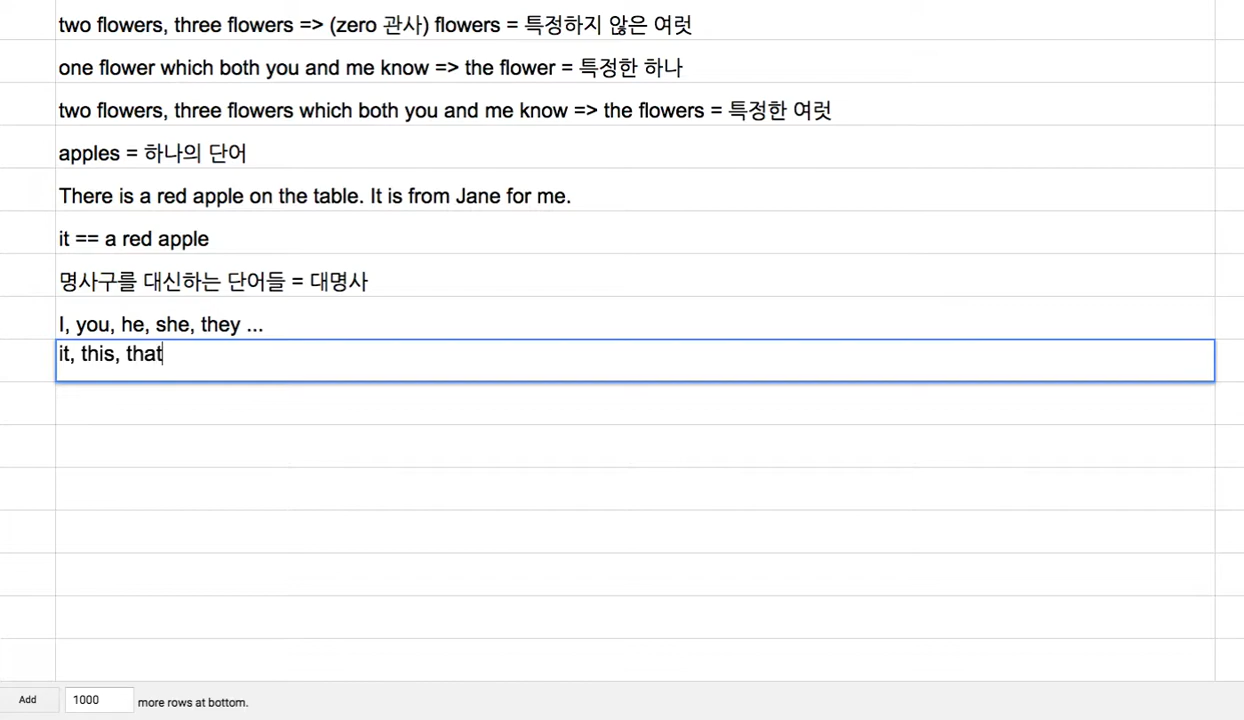 two flowers, three flowers => (zero 관사) flowers = 특정하지 않은 여럿
one flower which both you and me know => the flower = 특정한 하나
two flowers, three flowers which both you and me know => the flowers = 특정한 여럿
apples = 하나의 단어
There is a red apple on the table. It is from Jane for me.
it == a red apple
명사구를 대신하는 단어들 = 대명사
I, you, he, she, they ...
it, this, that
Add 1000 more rows at bottom.